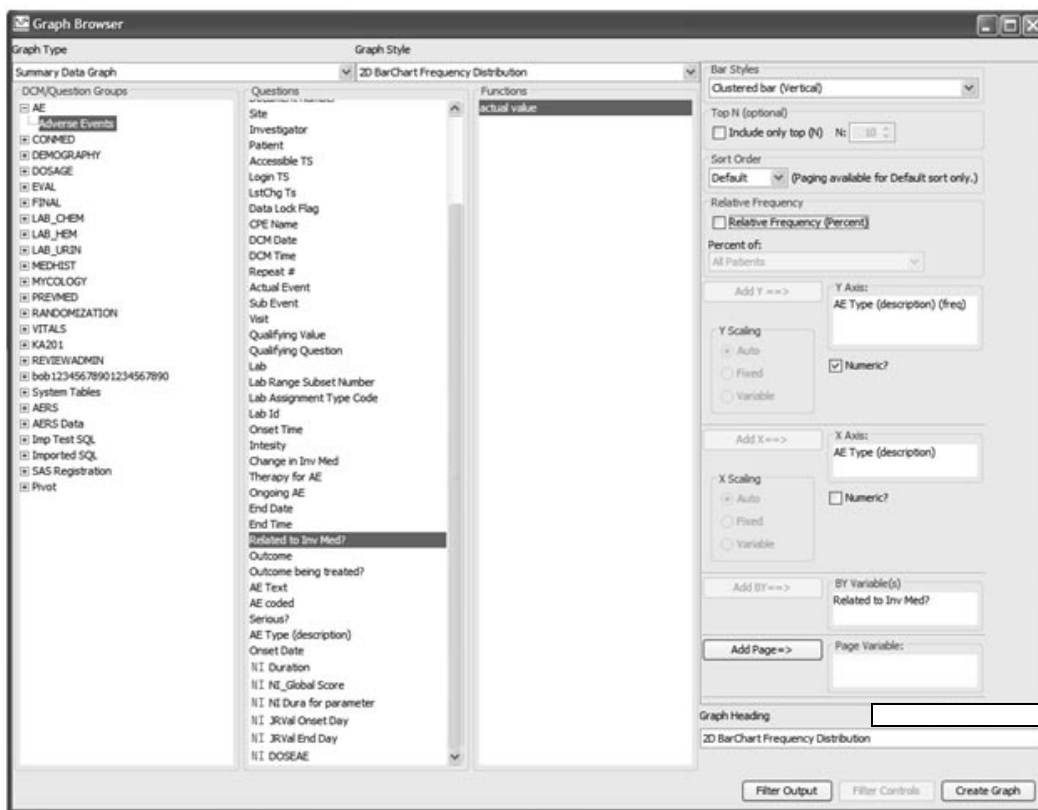 Graph Browser
Graph Type
Graph Style
Summary Data Graph
2D BarChart Frequency Distribution
DCM/Question Groups
AE
Adverse Events
CONMED
DEMOGRAPHY
DOSAGE
EVAL
FINAL
LAB_CHEM
LAB_HEM
LAB_URIN
MEDHIST
MYCOLOGY
PREVMED
RANDOMIZATION
VITALS
KA201
REVIEWADMIN
bob12345678901234567890
System Tables
AERS
AERS Data
Imp Test SQL
Imported SQL
SAS Registration
Pivot
Questions
Document Number
Site
Investigator
Patient
Accessible TS
Login TS
LstChg Ts
Data Lock Flag
CPE Name
DCM Date
DCM Time
Repeat #
Actual Event
Sub Event
Visit
Qualifying Value
Qualifying Question
Lab
Lab Range Subset Number
Lab Assignment Type Code
Lab Id
Onset Time
Intesity
Change in Inv Med
Therapy for AE
Ongoing AE
End Date
End Time
Related to Inv Med?
Outcome
Outcome being treated?
AE Text
AE coded
Serious?
AE Type (description)
Onset Date
NI Duration
NI NI_Global Score
NI NI Dura for parameter
NI JRVal Onset Day
NI JRVal End Day
NI DOSEAE
Functions
actual value
Bar Styles
Clustered bar (Vertical)
Top N (optional)
Include only top (N) N: 10
Sort Order
Default (Paging available for Default sort only.)
Relative Frequency
Relative Frequency (Percent)
Percent of:
All Patients
Add Y ==>
Y Axis:
AE Type (description) (freq)
Y Scaling
Auto
Fixed
Variable
Numeric?
Add X==>
X Axis:
AE Type (description)
X Scaling
Auto
Fixed
Variable
Numeric?
Add BY==>
BY Variable(s)
Related to Inv Med?
Add Page=>
Page Variable:
Graph Heading
2D BarChart Frequency Distribution
Filter Output
Filter Controls
Create Graph